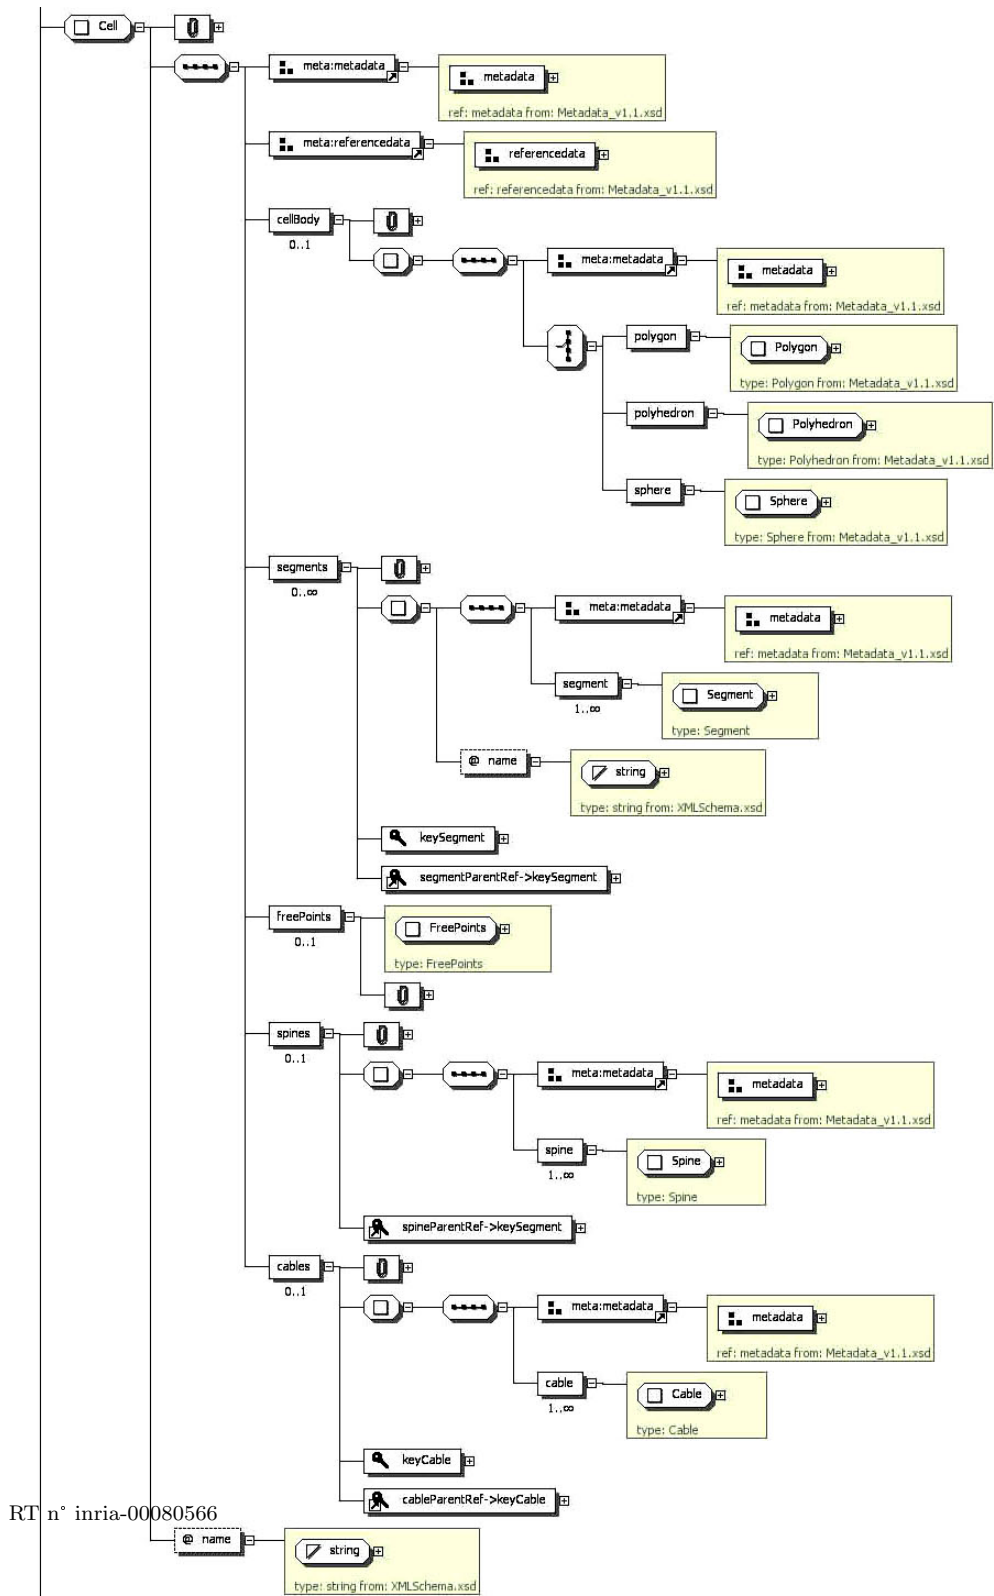 Cell
meta:metadata
metadata
ref: metadata from: Metadata_v1.1.xsd
meta:referencedata
referencedata
ref: referencedata from: Metadata_v1.1.xsd
cellBody
0..1
meta:metadata
metadata
ref: metadata from: Metadata_v1.1.xsd
polygon
Polygon
type: Polygon from: Metadata_v1.1.xsd
polyhedron
Polyhedron
type: Polyhedron from: Metadata_v1.1.xsd
sphere
Sphere
type: Sphere from: Metadata_v1.1.xsd
segments
0..∞
meta:metadata
metadata
ref: metadata from: Metadata_v1.1.xsd
segment
1..∞
Segment
type: Segment
@ name
string
type: string from: XMLSchema.xsd
keySegment
segmentParentRef->keySegment
freePoints
0..1
FreePoints
type: FreePoints
spines
0..1
meta:metadata
metadata
ref: metadata from: Metadata_v1.1.xsd
spine
1..∞
Spine
type: Spine
spineParentRef->keySegment
cables
0..1
meta:metadata
metadata
ref: metadata from: Metadata_v1.1.xsd
cable
1..∞
Cable
type: Cable
keyCable
cableParentRef->keyCable
RT n° inria-00080566
@ name
string
type: string from: XMLSchema.xsd